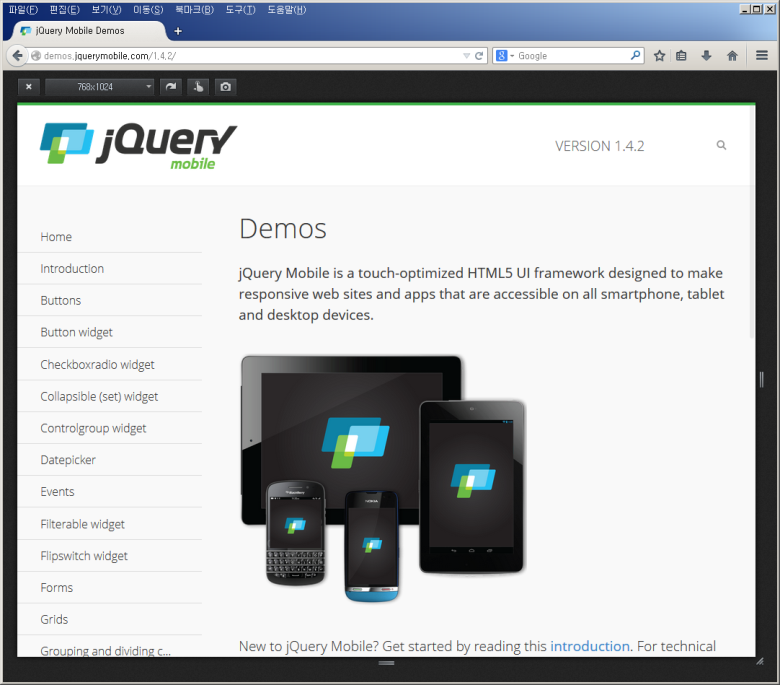 파일(F) 편집(E) 보기(V) 이동(S) 북마크(B) 도구(T) 도움말(H)
jQuery Mobile Demos
demos.jquerymobile.com/1.4.2/
Google
768x1024
jQuery
mobile
VERSION 1.4.2
Home
Introduction
Buttons
Button widget
Checkboxradio widget
Collapsible (set) widget
Controlgroup widget
Datepicker
Events
Filterable widget
Flipswitch widget
Forms
Grids
Grouping and dividing c...
Demos
jQuery Mobile is a touch-optimized HTML5 UI framework designed to make
responsive web sites and apps that are accessible on all smartphone, tablet
and desktop devices.
BlackBerry
NOKIA
New to jQuery Mobile? Get started by reading this introduction. For technical